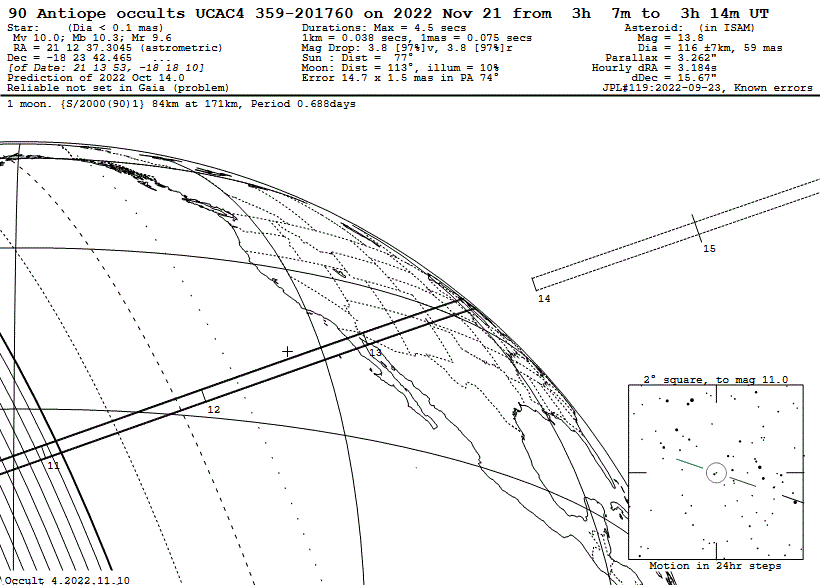 90 Antiope occults UCAC4 359-201760 on 2022 Nov 21 from 3h 7m to 3h 14m UT
Star: (Dia < 0.1 mas)
Mv 10.0; Mb 10.3; Mr 9.6
RA = 21 12 37.3045 (astrometric)
Dec = -18 23 42.465 ...
[of Date: 21 13 53, -18 18 10]
Prediction of 2022 Oct 14.0
Reliable not set in Gaia (problem)
Durations: Max = 4.5 secs
1km = 0.038 secs, 1mas = 0.075 secs
Mag Drop: 3.8 [97%]v, 3.8 [97%]r
Sun : Dist = 77°
Moon: Dist = 113°, illum = 10%
Error 14.7 x 1.5 mas in PA 74°
Asteroid: (in ISAM)
Mag = 13.8
Dia = 116 ±7km, 59 mas
Parallax = 3.262"
Hourly dRA = 3.184s
dDec = 15.67"
JPL#119:2022-09-23, Known errors
1 moon. {S/2000(90)1} 84km at 171km, Period 0.688days
15
14
13
12
11
2° square, to mag 11.0
Motion in 24hr steps
Occult 4.2022.11.10